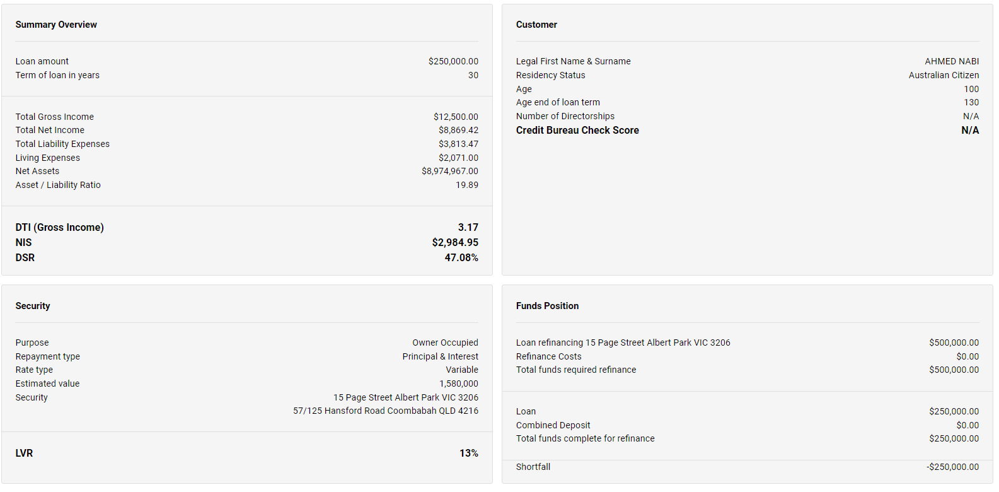 Summary Overview
Loan amount $250,000.00
Term of loan in years 30
Total Gross Income $12,500.00
Total Net Income $8,869.42
Total Liability Expenses $3,813.47
Living Expenses $2,071.00
Net Assets $8,974,967.00
Asset / Liability Ratio 19.89
DTI (Gross Income) 3.17
NIS $2,984.95
DSR 47.08%
Customer
Legal First Name & Surname AHMED NABI
Residency Status Australian Citizen
Age 100
Age end of loan term 130
Number of Directorships N/A
Credit Bureau Check Score N/A
Security
Purpose Owner Occupied
Repayment type Principal & Interest
Rate type Variable
Estimated value 1,580,000
Security 15 Page Street Albert Park VIC 3206
57/125 Hansford Road Coombabah QLD 4216
LVR 13%
Funds Position
Loan refinancing 15 Page Street Albert Park VIC 3206 $500,000.00
Refinance Costs $0.00
Total funds required refinance $500,000.00
Loan $250,000.00
Combined Deposit $0.00
Total funds complete for refinance $250,000.00
Shortfall -$250,000.00